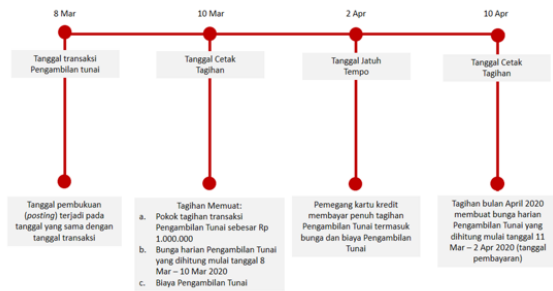 8 Mar
10 Mar
2 Apr
10 Apr
Tanggal transaksi
Pengambilan tunai
Tanggal Cetak
Tagihan
Tanggal Jatuh
Tempo
Tanggal Cetak
Tagihan
Tanggal pembukuan
(posting) terjadi pada
tanggal yang sama dengan
tanggal transaksi
Tagihan Memuat:
a. Pokok tagihan transaksi
Pengambilan Tunai sebesar Rp
1.000.000
b. Bunga harian Pengambilan Tunai
yang dihitung mulai tanggal 8
Mar – 10 Mar 2020
c. Biaya Pengambilan Tunai
Pemegang kartu kredit
membayar penuh tagihan
Pengambilan Tunai termasuk
bunga dan biaya Pengambilan
Tunai
Tagihan bulan April 2020
membuat bunga harian
Pengambilan Tunai yang
dihitung mulai tanggal 11
Mar – 2 Apr 2020 (tanggal
pembayaran)